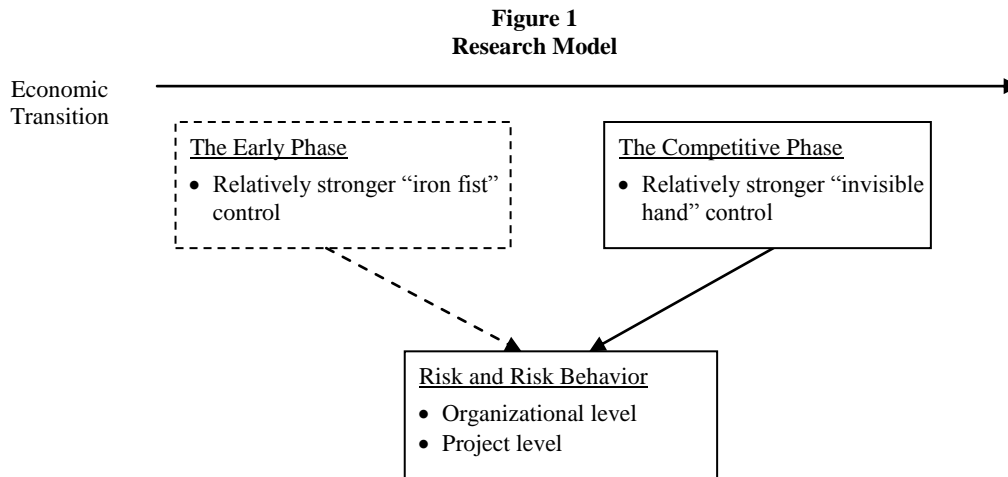 Figure 1
Research Model
Economic
Transition
The Early Phase
• Relatively stronger “iron fist”
control
The Competitive Phase
• Relatively stronger “invisible
hand” control
Risk and Risk Behavior
• Organizational level
• Project level